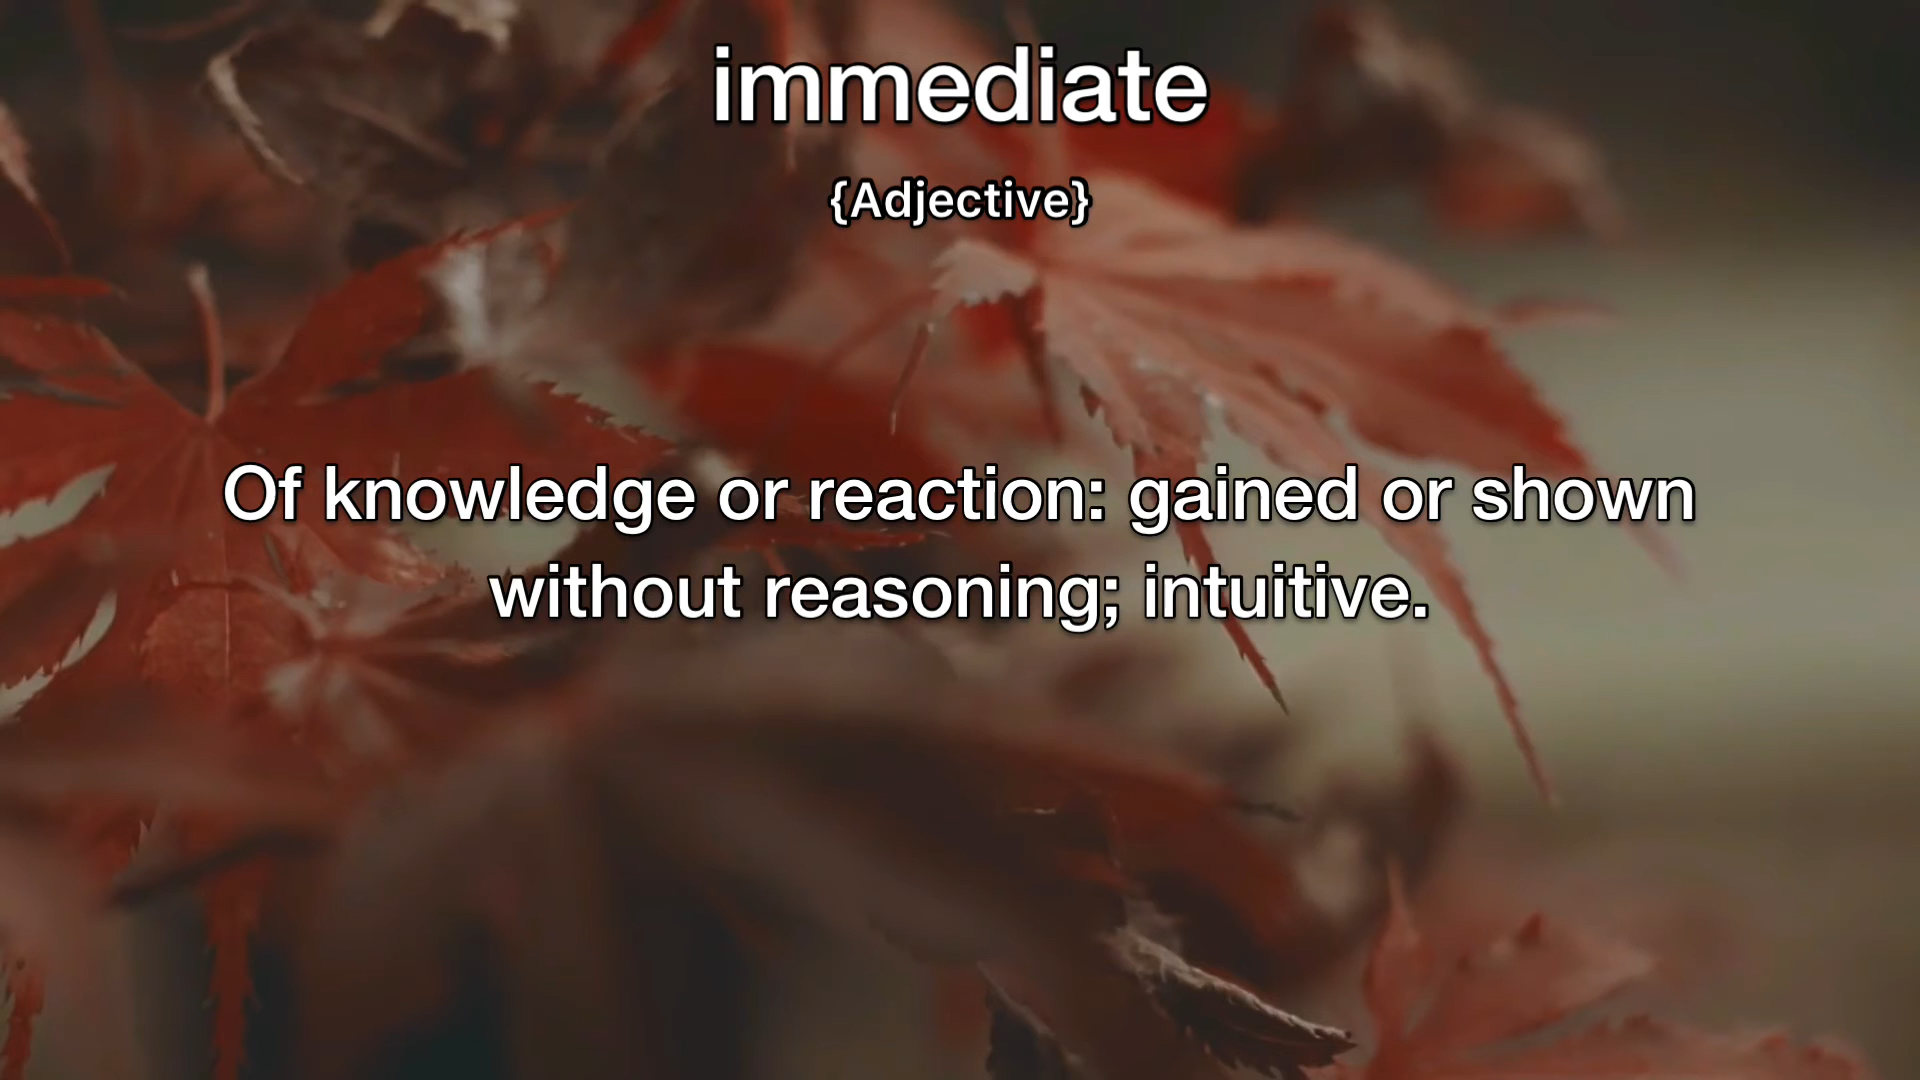 immediate
{Adjective}
Of knowledge or reaction: gained or shown
without reasoning; intuitive.